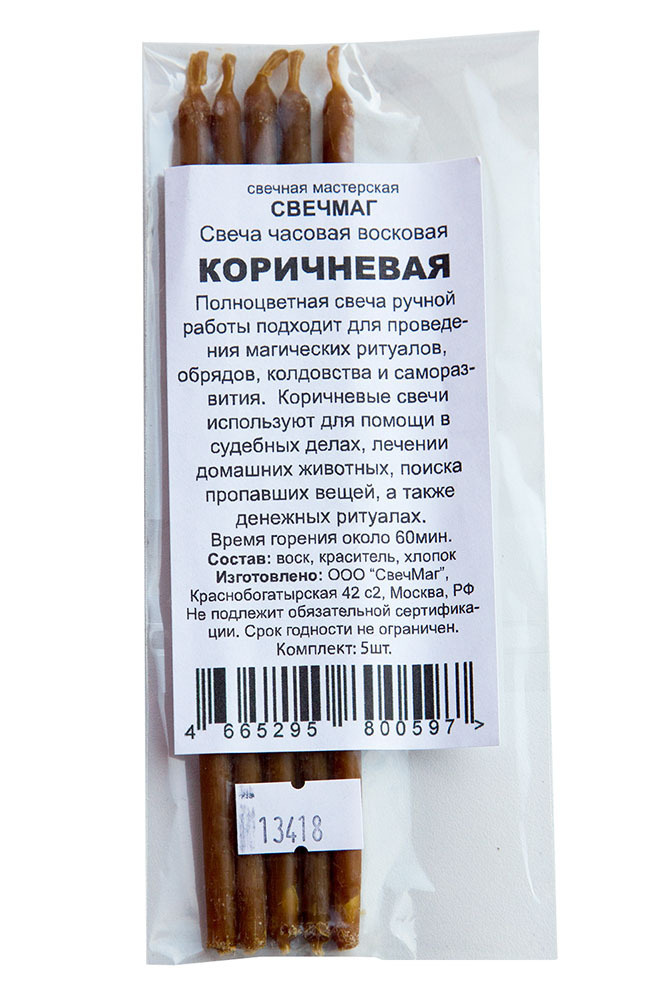 свечная мастерская
СВЕЧМАГ
Свеча часовая восковая
КОРИЧНЕВАЯ
Полноцветная свеча ручной
работы подходит для проведе-
ния магических ритуалов,
обрядов, колдовства и самораз-
вития. Коричневые свечи
используют для помощи в
судебных делах, лечении
домашних животных, поиска
пропавших вещей, а также
денежных ритуалах.
Время горения около 60мин.
Состав: воск, краситель, хлопок
Изготовлено: ООО "СвечМаг",
Краснобогатырская 42 с2, Москва, РФ
Не подлежит обязательной сертифика-
ции. Срок годности не ограничен.
Комплект: 5шт.
4 665295 800597 >
13418